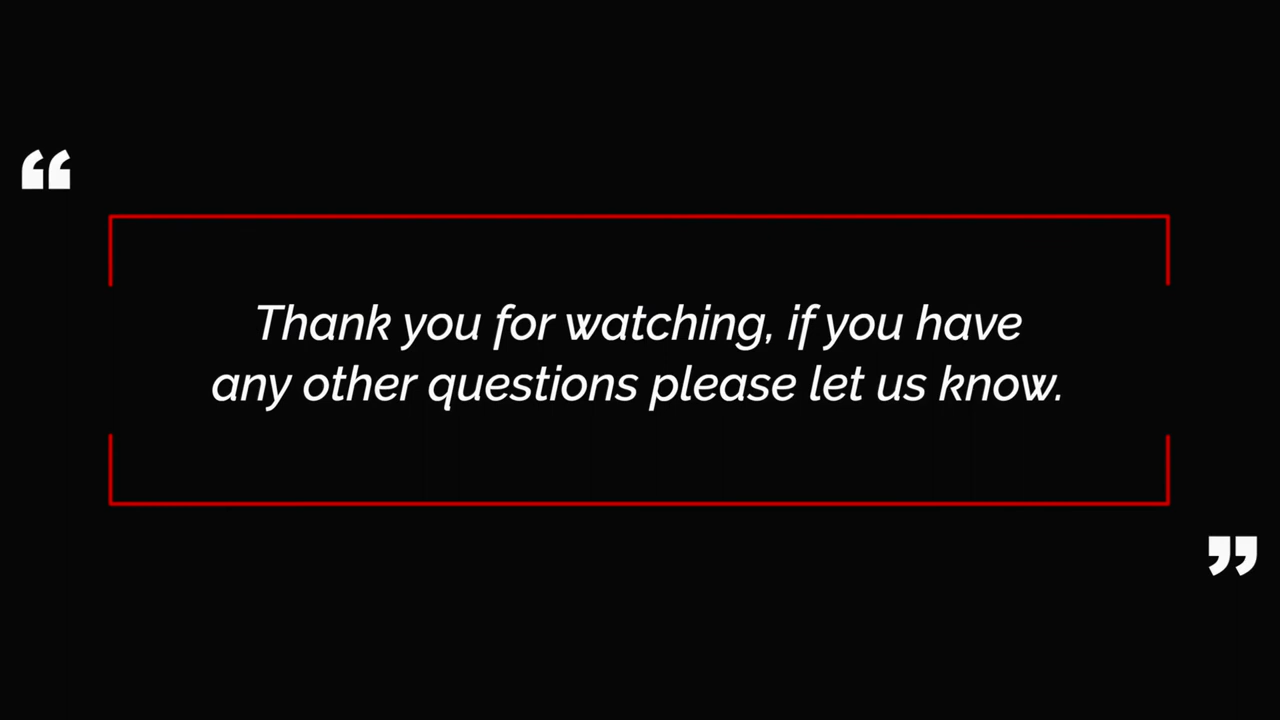 “
Thank you for watching, if you have
any other questions please let us know.
”